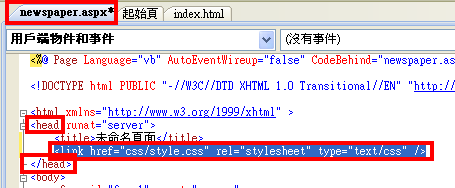 newspaper.aspx* 起始頁 index.html
用戶端物件和事件 (沒有事件)
<%@ Page Language="vb" AutoEventWireup="false" CodeBehind="newspaper.as
<!DOCTYPE html PUBLIC "-//W3C//DTD XHTML 1.0 Transitional//EN" "http:/
<html xmlns="http://www.w3.org/1999/xhtml" >
<head runat="server">
<title>未命名頁面</title>
<link href="css/style.css" rel="stylesheet" type="text/css" />
</head>
<body>